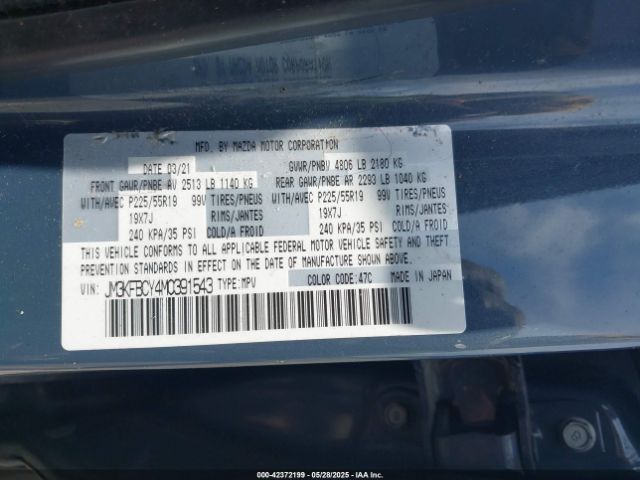 MFD. BY MAZDA MOTOR CORPORATION
DATE 03/21 GVWR/PNBV 4806 LB 2180 KG
FRONT GAWR/PNBE AV 2513 LB 1140 KG REAR GAWR/PNBE AR 2293 LB 1040 KG
WITH/AVEC P225/55R19 99V TIRES/PNEUS WITH/AVEC P225/55R19 99V TIRES/PNEUS
19X7J RIMS/JANTES 19X7J RIMS/JANTES
240 KPA/35 PSI COLD/A FROID 240 KPA/35 PSI COLD/A FROID
THIS VEHICLE CONFORMS TO ALL APPLICABLE FEDERAL MOTOR VEHICLE SAFETY AND THEFT
PREVENTION STANDARDS IN EFFECT ON THE DATE OF MANUFACTURE SHOWN ABOVE.
VIN: JM3KFBCY4M0391543 TYPE:MPV COLOR CODE:47C MADE IN JAPAN
00-42372199 05/28/2025 IAAI.COM